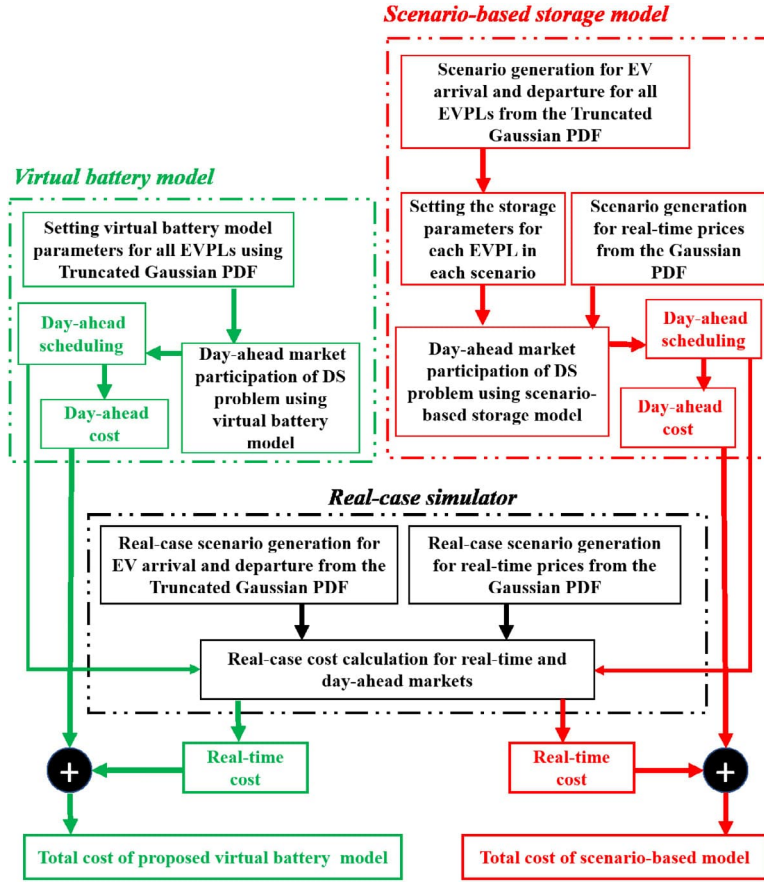 Scenario-based storage model
Scenario generation for EV
arrival and departure for all
EVPLs from the Truncated
Gaussian PDF
Virtual battery model
Setting virtual battery model
parameters for all EVPLs using
Truncated Gaussian PDF
Setting the storage
parameters for
each EVPL in
each scenario
Scenario generation
for real-time prices
from the Gaussian
PDF
Day-ahead
scheduling
Day-ahead market
participation of DS
problem using
virtual battery
model
Day-ahead
cost
Day-ahead market
participation of DS
problem using scenario-
based storage model
Day-ahead
scheduling
Day-ahead
cost
Real-case simulator
Real-case scenario generation for
EV arrival and departure from the
Truncated Gaussian PDF
Real-case scenario generation
for real-time prices from the
Gaussian PDF
Real-case cost calculation for real-time and
day-ahead markets
+
Real-time
cost
Real-time
cost
+
Total cost of proposed virtual battery model
Total cost of scenario-based model